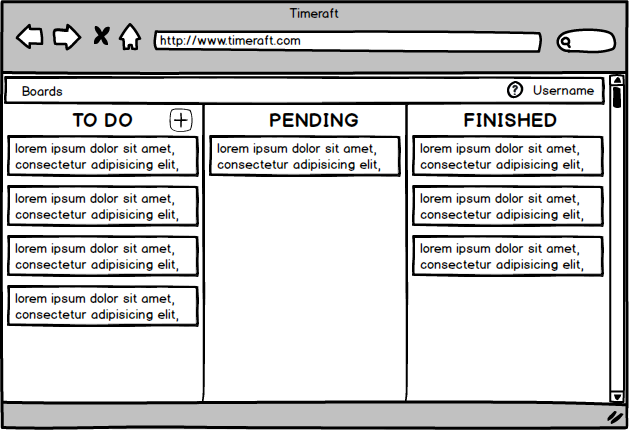 Timeraft
http://www.timeraft.com
Boards
? Username
TO DO
+
lorem ipsum dolor sit amet,
consectetur adipisicing elit,
lorem ipsum dolor sit amet,
consectetur adipisicing elit,
lorem ipsum dolor sit amet,
consectetur adipisicing elit,
lorem ipsum dolor sit amet,
consectetur adipisicing elit,
PENDING
lorem ipsum dolor sit amet,
consectetur adipisicing elit,
FINISHED
lorem ipsum dolor sit amet,
consectetur adipisicing elit,
lorem ipsum dolor sit amet,
consectetur adipisicing elit,
lorem ipsum dolor sit amet,
consectetur adipisicing elit,